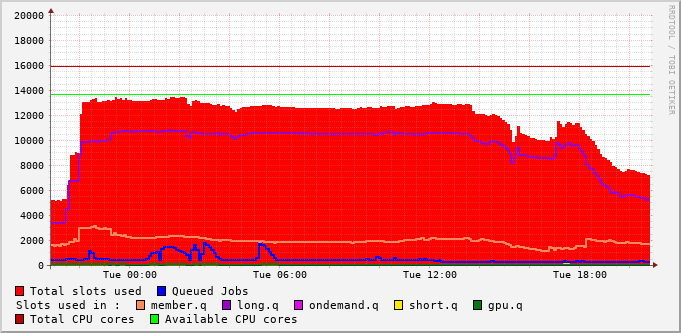 20000
18000
16000
14000
12000
10000
8000
6000
4000
2000
0
Tue 00:00 Tue 06:00 Tue 12:00 Tue 18:00
Total slots used Queued Jobs
Slots used in : member.q long.q ondemand.q short.q gpu.q
Total CPU cores Available CPU cores
RRDTOOL / TOBI OETIKER